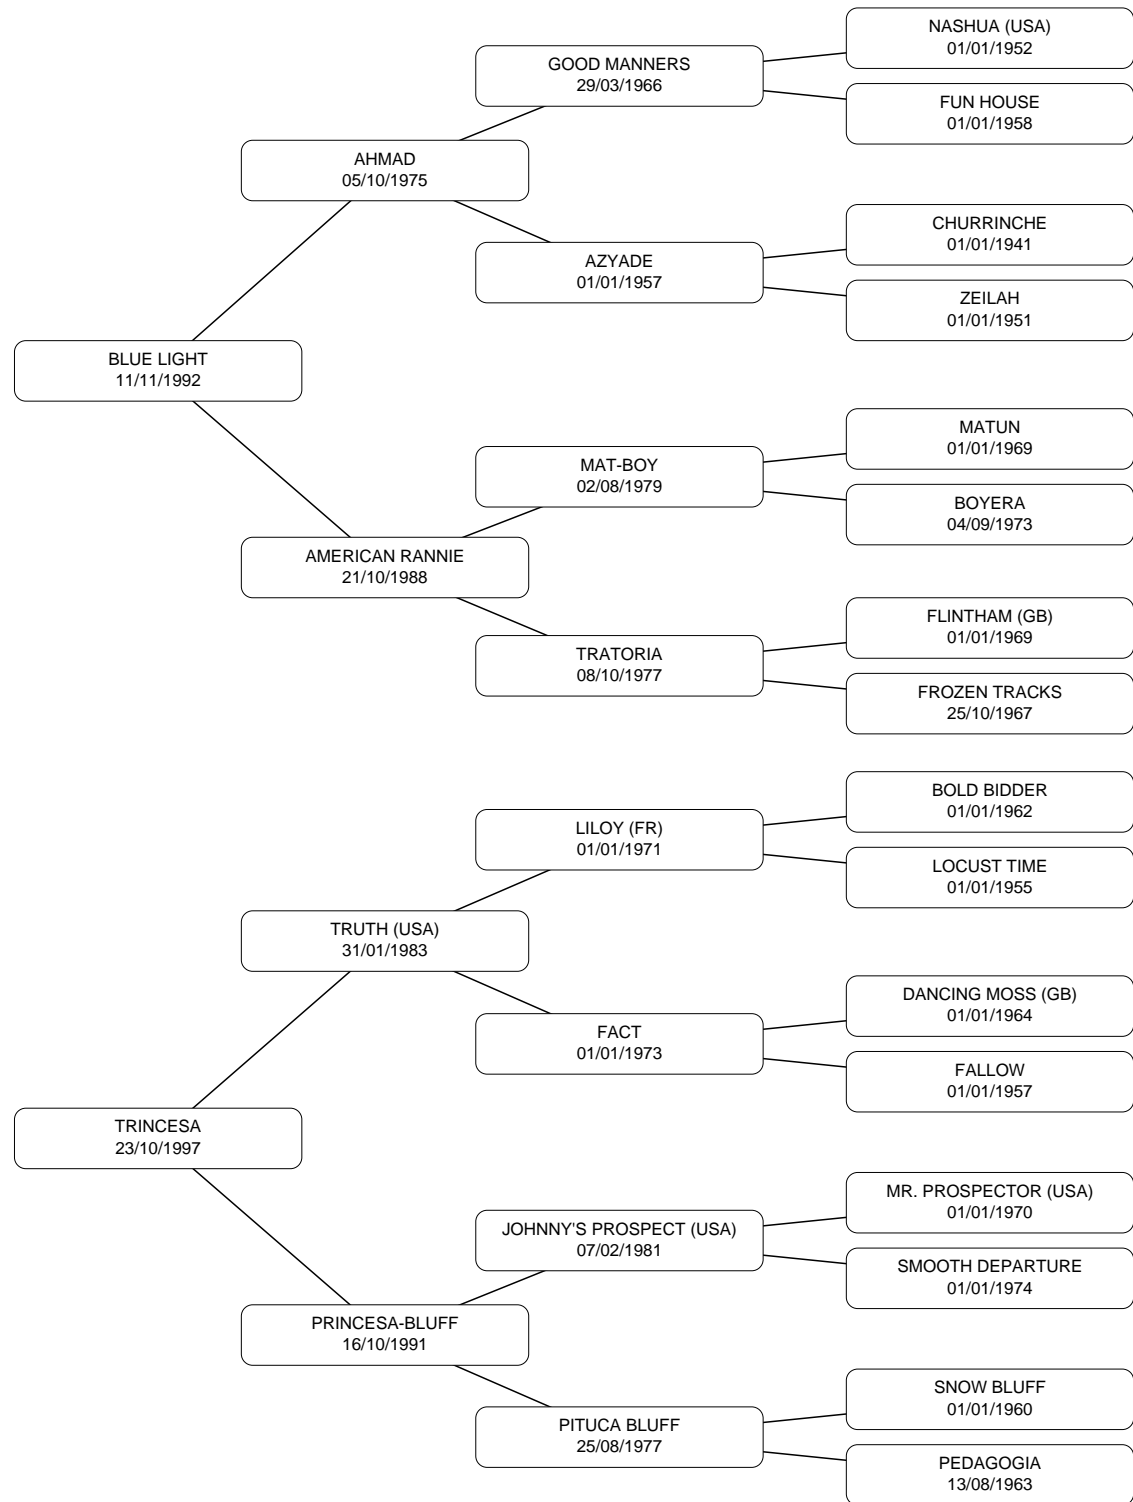 NASHUA (USA)
01/01/1952
GOOD MANNERS
29/03/1966
FUN HOUSE
01/01/1958
AHMAD
05/10/1975
CHURRINCHE
01/01/1941
AZYADE
01/01/1957
ZEILAH
01/01/1951
BLUE LIGHT
11/11/1992
MATUN
01/01/1969
MAT-BOY
02/08/1979
BOYERA
04/09/1973
AMERICAN RANNIE
21/10/1988
FLINTHAM (GB)
01/01/1969
TRATORIA
08/10/1977
FROZEN TRACKS
25/10/1967
BOLD BIDDER
01/01/1962
LILOY (FR)
01/01/1971
LOCUST TIME
01/01/1955
TRUTH (USA)
31/01/1983
DANCING MOSS (GB)
01/01/1964
FACT
01/01/1973
FALLOW
01/01/1957
TRINCESA
23/10/1997
MR. PROSPECTOR (USA)
01/01/1970
JOHNNY'S PROSPECT (USA)
07/02/1981
SMOOTH DEPARTURE
01/01/1974
PRINCESA-BLUFF
16/10/1991
SNOW BLUFF
01/01/1960
PITUCA BLUFF
25/08/1977
PEDAGOGIA
13/08/1963